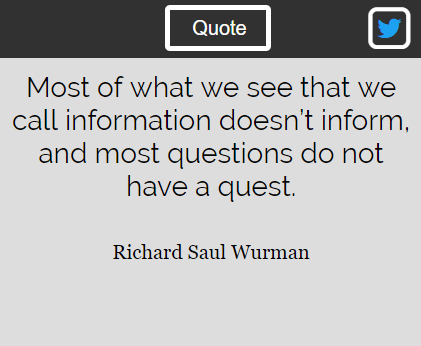 Quote
Most of what we see that we
call information doesn’t inform,
and most questions do not
have a quest.
Richard Saul Wurman